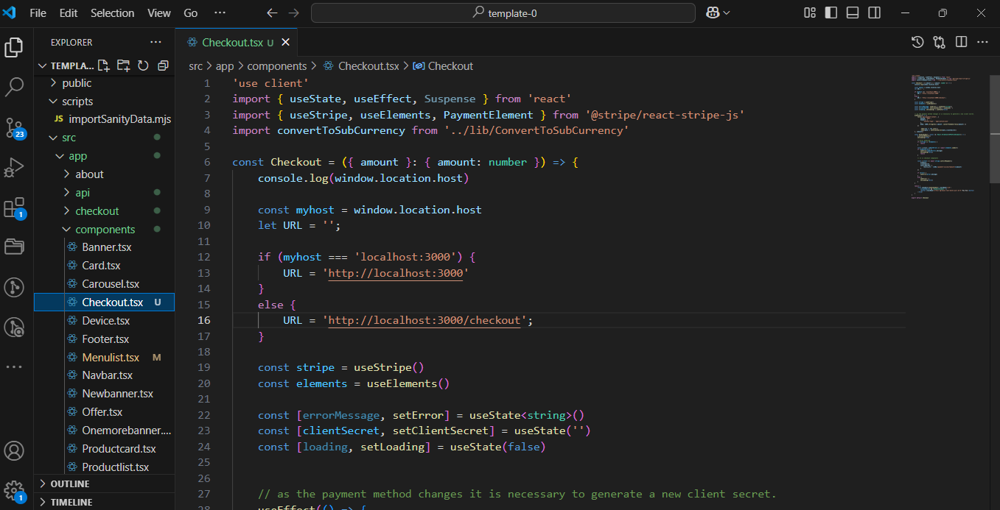 File Edit Selection View Go ··· template-0
EXPLORER ···
TEMPLA...
public
scripts
JS importSanityData.mjs
src
app
about
api
checkout
components
Banner.tsx
Card.tsx
Carousel.tsx
Checkout.tsx U
Device.tsx
Footer.tsx
Menulist.tsx M
Navbar.tsx
Newbanner.tsx
Offer.tsx
Onemorebanner....
Productcard.tsx
Productlist.tsx
OUTLINE
TIMELINE
23
1
1
Checkout.tsx U
src > app > components > Checkout.tsx > Checkout
1 'use client'
2 import { useState, useEffect, Suspense } from 'react'
3 import { useStripe, useElements, PaymentElement } from '@stripe/react-stripe-js'
4 import convertToSubCurrency from '../lib/ConvertToSubCurrency'
5
6 const Checkout = ({ amount }: { amount: number }) => {
7 console.log(window.location.host)
8
9 const myhost = window.location.host
10 let URL = '';
11
12 if (myhost === 'localhost:3000') {
13 URL = 'http://localhost:3000'
14 }
15 else {
16 URL = 'http://localhost:3000/checkout';
17 }
18
19 const stripe = useStripe()
20 const elements = useElements()
21
22 const [errorMessage, setError] = useState<string>()
23 const [clientSecret, setClientSecret] = useState('')
24 const [loading, setLoading] = useState(false)
25
26
27 // as the payment method changes it is necessary to generate a new client secret.
28 useEffect(() => {